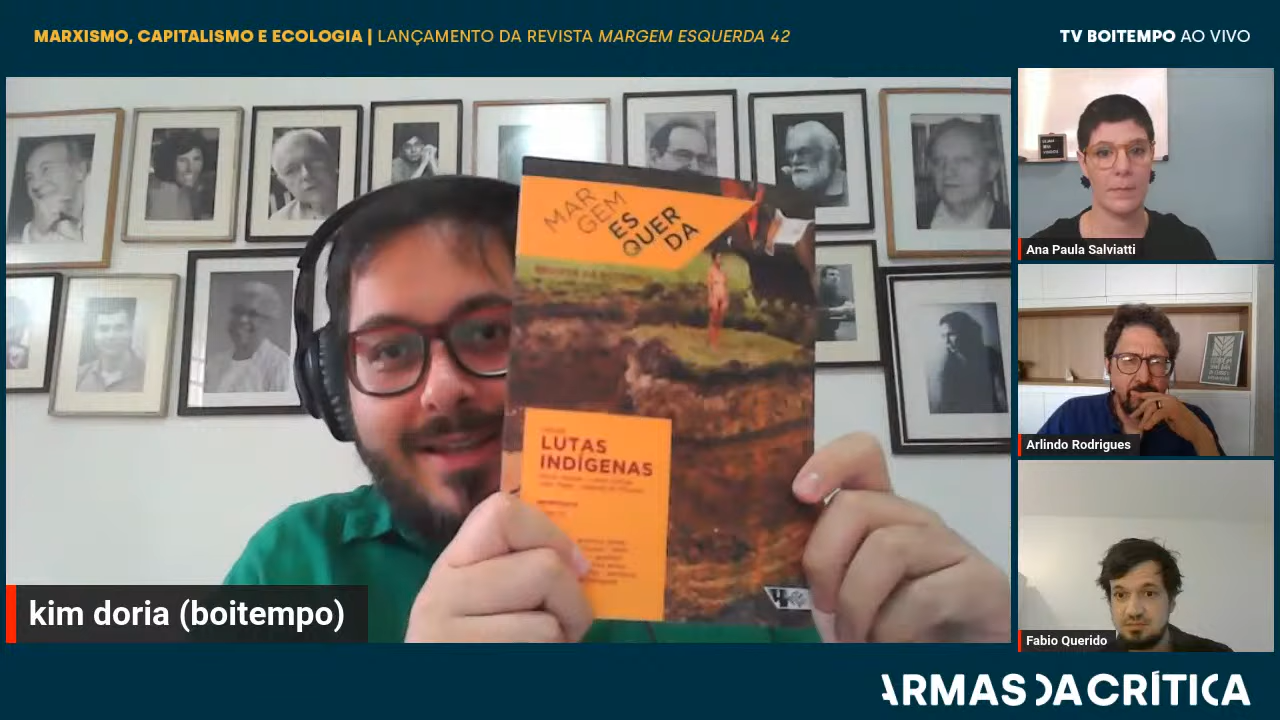 MARXISMO, CAPITALISMO E ECOLOGIA | LANÇAMENTO DA REVISTA MARGEM ESQUERDA 42
TV BOITEMPO AO VIVO
MAR
GEM
ES
QUER
DA
LUTAS
INDÍGENAS
kim doria (boitempo)
Ana Paula Salviatti
Arlindo Rodrigues
Fabio Querido
ARMAS DA CRÍTICA